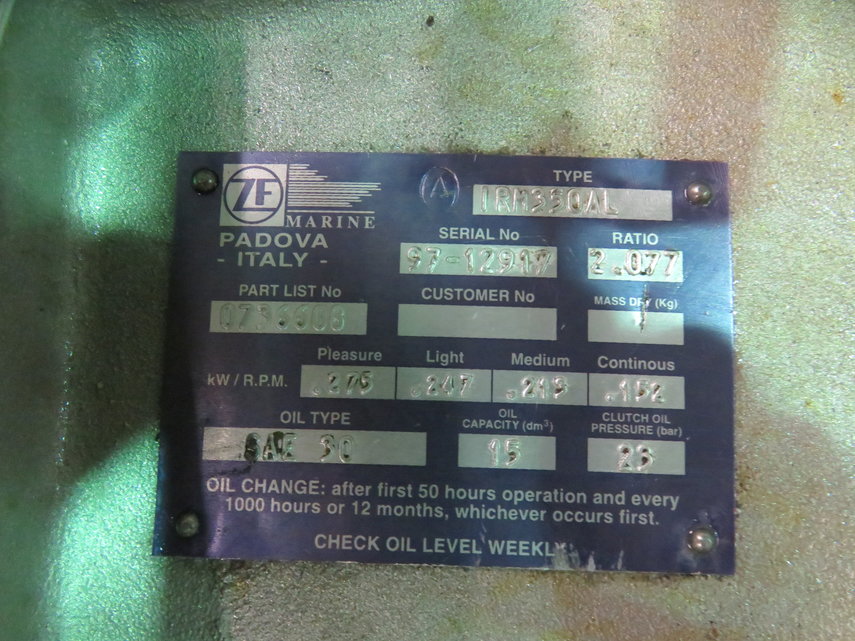 ZF
MARINE
PADOVA
- ITALY -
A
TYPE
IRM350AL
SERIAL No
97-12917
RATIO
2.077
PART LIST No
CUSTOMER No
MASS DRY (Kg)
Pleasure Light Medium Continous
kW / R.P.M. .275 .247 .219 .152
OIL TYPE
SAE 30
OIL
CAPACITY (dm³)
15
CLUTCH OIL
PRESSURE (bar)
23
OIL CHANGE: after first 50 hours operation and every
1000 hours or 12 months, whichever occurs first.
CHECK OIL LEVEL WEEKLY